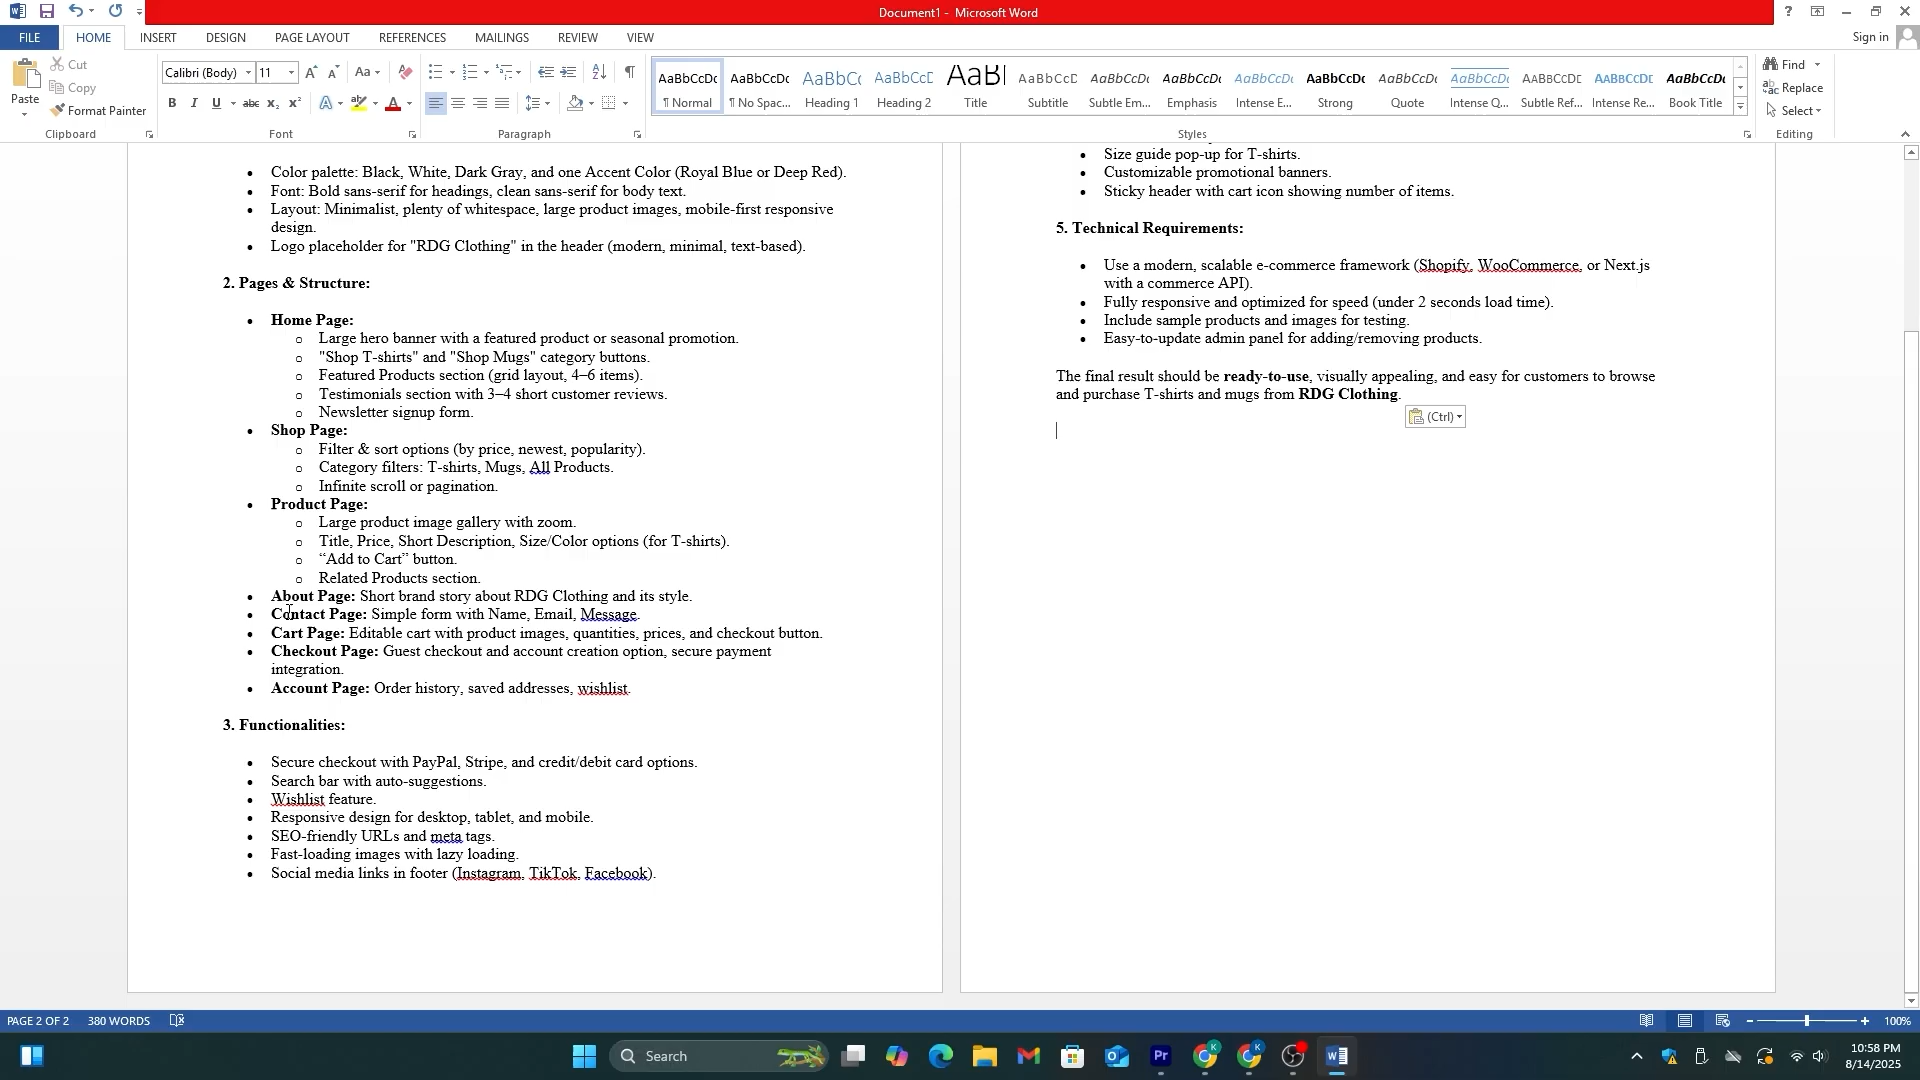 Document1 - Microsoft Word
Sign in
FILE HOME INSERT DESIGN PAGE LAYOUT REFERENCES MAILINGS REVIEW VIEW
Paste
Cut
Copy
Format Painter
Clipboard
Calibri (Body) 11
Font
Paragraph
AaBbCcDc AaBbCcDc AaBbC AaBbCcD AaB AaBbCcD AaBbCcDc AaBbCcDc AaBbCcDc AaBbCcDc AaBbCcDc AaBbCcDc AABBCCDD AABBCCDD AaBbCcDc
¶ Normal ¶ No Spac... Heading 1 Heading 2 Title Subtitle Subtle Em... Emphasis Intense E... Strong Quote Intense Q... Subtle Ref... Intense Re... Book Title
Styles
Find
Replace
Select
Editing
• Color palette: Black, White, Dark Gray, and one Accent Color (Royal Blue or Deep Red).
• Font: Bold sans-serif for headings, clean sans-serif for body text.
• Layout: Minimalist, plenty of whitespace, large product images, mobile-first responsive
design.
• Logo placeholder for "RDG Clothing" in the header (modern, minimal, text-based).
2. Pages & Structure:
• Home Page:
o Large hero banner with a featured product or seasonal promotion.
o "Shop T-shirts" and "Shop Mugs" category buttons.
o Featured Products section (grid layout, 4–6 items).
o Testimonials section with 3–4 short customer reviews.
o Newsletter signup form.
• Shop Page:
o Filter & sort options (by price, newest, popularity).
o Category filters: T-shirts, Mugs, All Products.
o Infinite scroll or pagination.
• Product Page:
o Large product image gallery with zoom.
o Title, Price, Short Description, Size/Color options (for T-shirts).
o “Add to Cart” button.
o Related Products section.
• About Page: Short brand story about RDG Clothing and its style.
• Contact Page: Simple form with Name, Email, Message.
• Cart Page: Editable cart with product images, quantities, prices, and checkout button.
• Checkout Page: Guest checkout and account creation option, secure payment
integration.
• Account Page: Order history, saved addresses, wishlist.
3. Functionalities:
• Secure checkout with PayPal, Stripe, and credit/debit card options.
• Search bar with auto-suggestions.
• Wishlist feature.
• Responsive design for desktop, tablet, and mobile.
• SEO-friendly URLs and meta tags.
• Fast-loading images with lazy loading.
• Social media links in footer (Instagram, TikTok, Facebook).
• Size guide pop-up for T-shirts.
• Customizable promotional banners.
• Sticky header with cart icon showing number of items.
5. Technical Requirements:
• Use a modern, scalable e-commerce framework (Shopify, WooCommerce, or Next.js
with a commerce API).
• Fully responsive and optimized for speed (under 2 seconds load time).
• Include sample products and images for testing.
• Easy-to-update admin panel for adding/removing products.
The final result should be ready-to-use, visually appealing, and easy for customers to browse
and purchase T-shirts and mugs from RDG Clothing.
(Ctrl)
PAGE 2 OF 2 380 WORDS
100%
Search
10:58 PM
8/14/2025